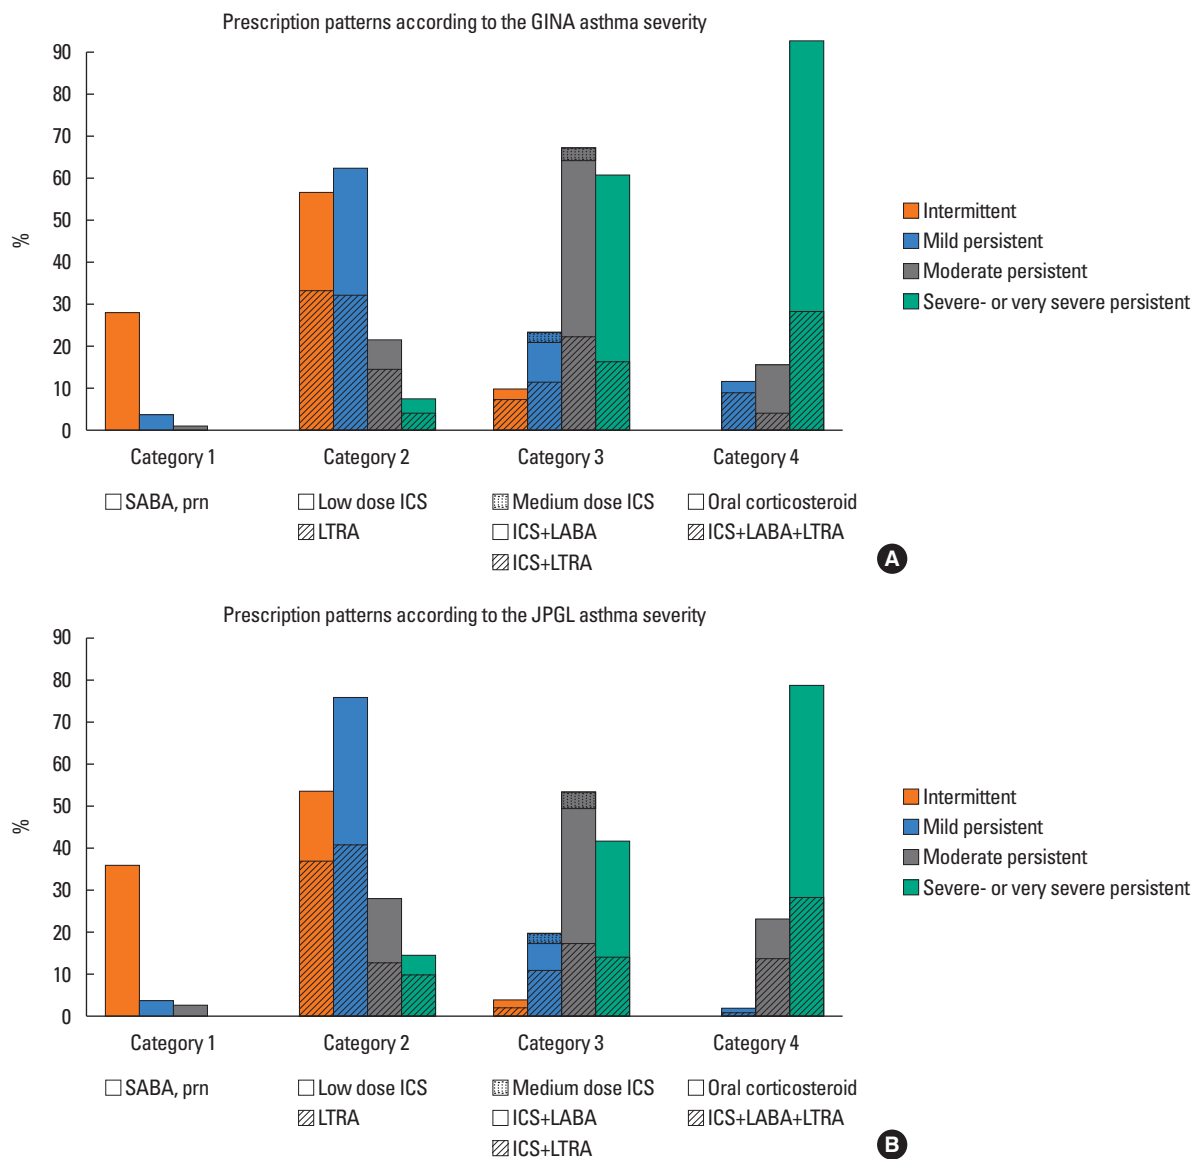 Prescription patterns according to the GINA asthma severity
90
80
70
60
50
40
30
20
10
0
%
Category 1
Category 2
Category 3
Category 4
SABA, prn
Low dose ICS
LTRA
Medium dose ICS
ICS+LABA
ICS+LTRA
Oral corticosteroid
ICS+LABA+LTRA
Intermittent
Mild persistent
Moderate persistent
Severe- or very severe persistent
A
Prescription patterns according to the JPGL asthma severity
90
80
70
60
50
40
30
20
10
0
%
Category 1
Category 2
Category 3
Category 4
SABA, prn
Low dose ICS
LTRA
Medium dose ICS
ICS+LABA
ICS+LTRA
Oral corticosteroid
ICS+LABA+LTRA
Intermittent
Mild persistent
Moderate persistent
Severe- or very severe persistent
B